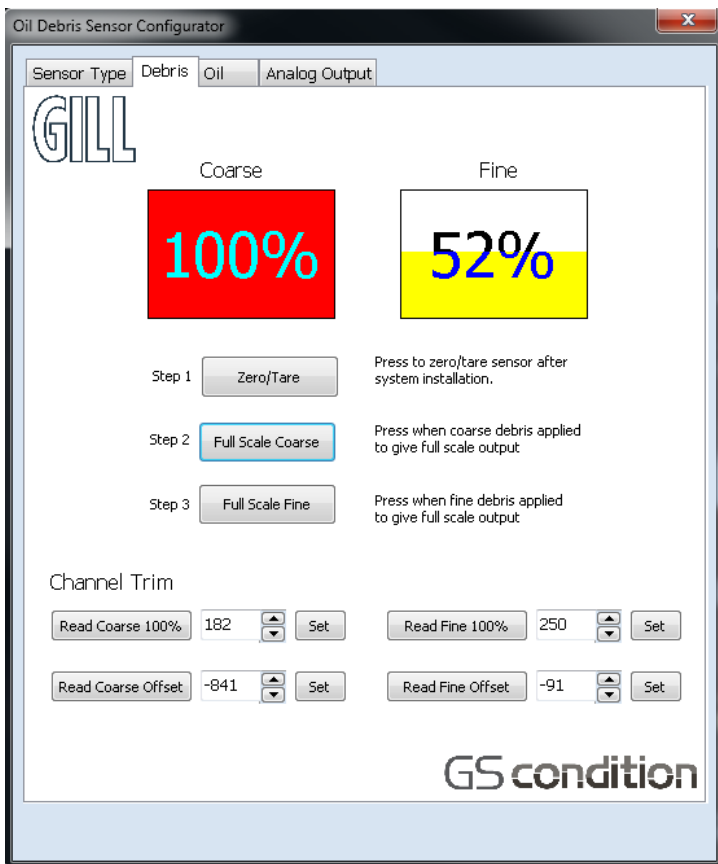 Oil Debris Sensor Configurator
Sensor Type Debris Oil Analog Output
GILL
Coarse Fine
100% 52%
Step 1 Zero/Tare Press to zero/tare sensor after
system installation.
Step 2 Full Scale Coarse Press when coarse debris applied
to give full scale output
Step 3 Full Scale Fine Press when fine debris applied
to give full scale output
Channel Trim
Read Coarse 100% 182 Set Read Fine 100% 250 Set
Read Coarse Offset -841 Set Read Fine Offset -91 Set
GS condition